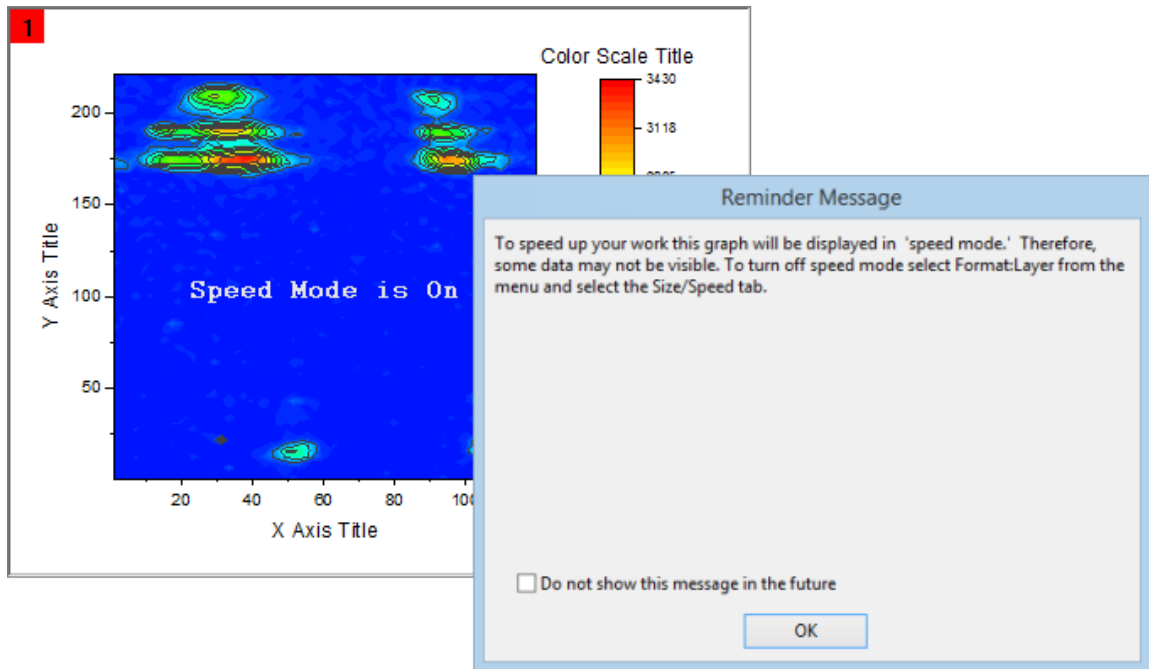 1
Color Scale Title
3430
3118
200
150
100
50
Y Axis Title
Speed Mode is On
20
40
60
80
X Axis Title
Reminder Message
To speed up your work this graph will be displayed in 'speed mode.' Therefore,
some data may not be visible. To turn off speed mode select Format:Layer from the
menu and select the Size/Speed tab.
Do not show this message in the future
OK